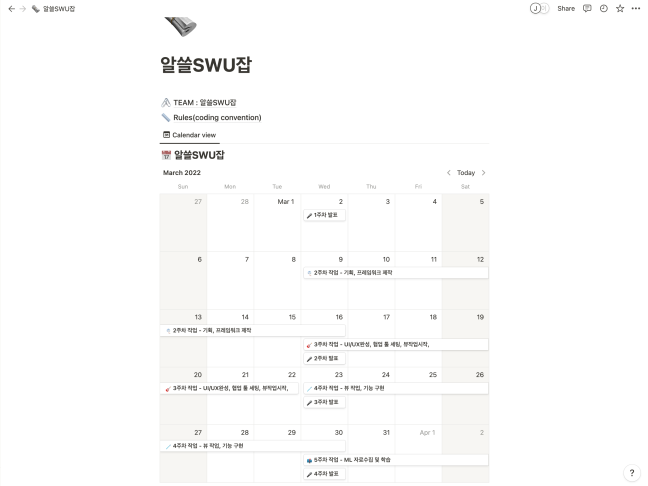 알쓸SWU잡
Share
알쓸SWU잡
TEAM : 알쓸SWU잡
Rules(coding convention)
Calendar view
알쓸SWU잡
March 2022
Today
Sun Mon Tue Wed Thu Fri Sat
27 28 Mar 1 2 3 4 5
1주차 발표
6 7 8 9 10 11 12
2주차 작업 - 기획, 프레임워크 제작
13 14 15 16 17 18 19
2주차 작업 - 기획, 프레임워크 제작
3주차 작업 - UI/UX완성, 협업 툴 세팅, 뷰작업시작,
2주차 발표
20 21 22 23 24 25 26
3주차 작업 - UI/UX완성, 협업 툴 세팅, 뷰작업시작,
4주차 작업 - 뷰 작업, 기능 구현
3주차 발표
27 28 29 30 31 Apr 1 2
4주차 작업 - 뷰 작업, 기능 구현
5주차 작업 - ML 자료수집 및 학습
4주차 발표
?